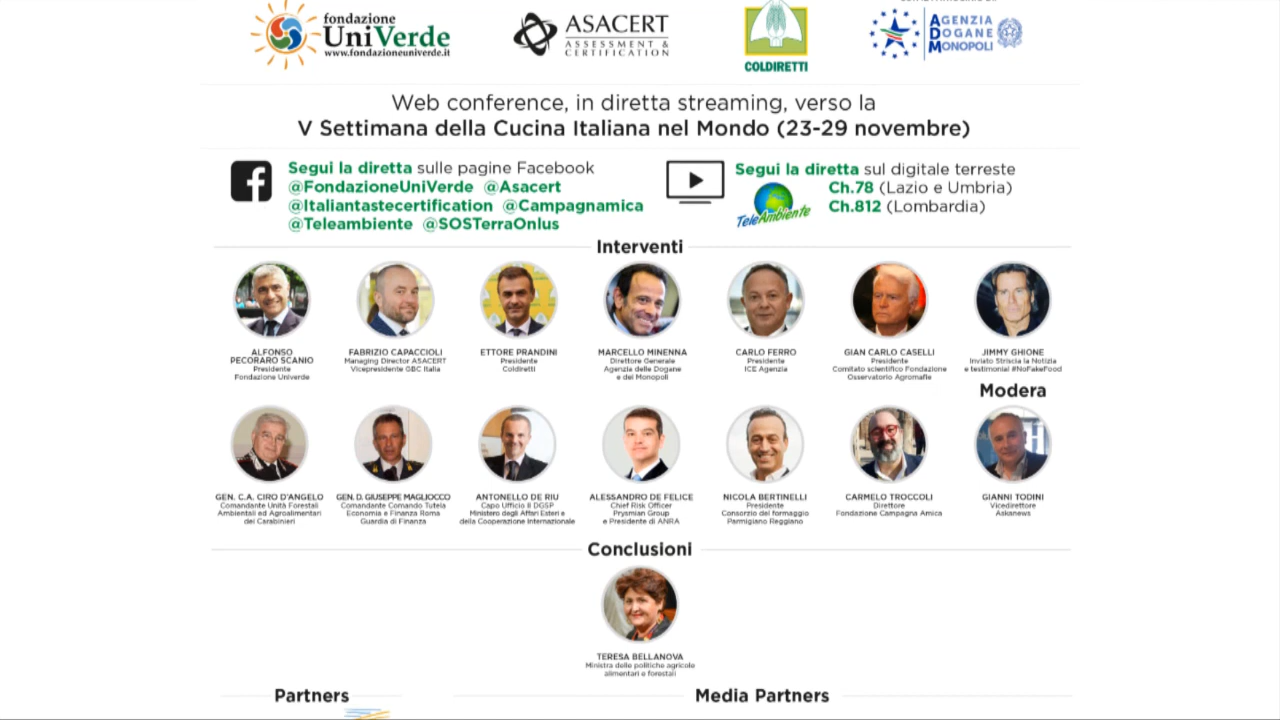 fondazione
UniVerde
www.fondazioneuniverde.it
ASACERT
ASSESSMENT &
CERTIFICATION
COLDIRETTI
AGENZIA
DOGANE
MONOPOLI
Web conference, in diretta streaming, verso la
V Settimana della Cucina Italiana nel Mondo (23-29 novembre)
Segui la diretta sulle pagine Facebook
@FondazioneUniVerde @Asacert
@Italiantastecertification @Campagnamica
@Teleambiente @SOSTerraOnlus
Segui la diretta sul digitale terreste
Ch.78 (Lazio e Umbria)
Ch.812 (Lombardia)
TeleAmbiente
Interventi
ALFONSO
PECORARO SCANIO
Presidente
Fondazione Univerde
FABRIZIO CAPACCIOLI
Managing Director ASACERT
Vicepresidente GBC Italia
ETTORE PRANDINI
Presidente
Coldiretti
MARCELLO MINENNA
Direttore Generale
Agenzia delle Dogane
e dei Monopoli
CARLO FERRO
Presidente
ICE Agenzia
GIAN CARLO CASELLI
Presidente
Comitato scientifico Fondazione
Osservatorio Agromafie
JIMMY GHIONE
Inviato Striscia la Notizia
e testimonial #NoFakeFood
Modera
GEN. C.A. CIRO D'ANGELO
Comandante Unità Forestali
Ambientali ed Agroalimentari
dei Carabinieri
GEN. D. GIUSEPPE MAGLIOCCO
Comandante Comando Tutela
Economia e Finanza Roma
Guardia di Finanza
ANTONELLO DE RIU
Capo Ufficio II DGSP
Ministero degli Affari Esteri e
della Cooperazione Internazionale
ALESSANDRO DE FELICE
Chief Risk Officer
Prysmian Group
e Presidente di ANRA
NICOLA BERTINELLI
Presidente
Consorzio del formaggio
Parmigiano Reggiano
CARMELO TROCCOLI
Direttore
Fondazione Campagna Amica
GIANNI TODINI
Vicedirettore
Askanews
Conclusioni
TERESA BELLANOVA
Ministra delle politiche agricole
alimentari e forestali
Partners
Media Partners